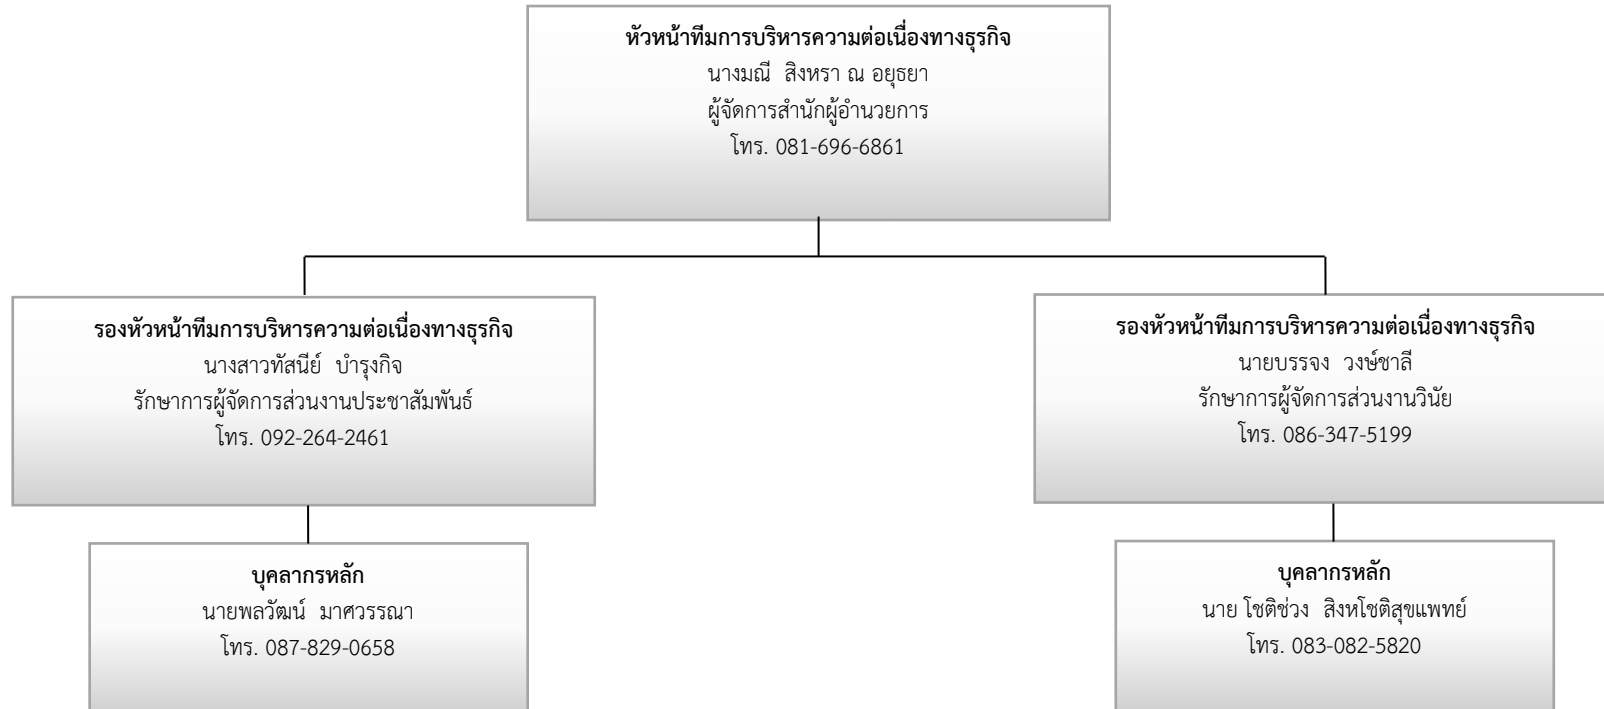 หัวหน้าทีมการบริหารความต่อเนื่องทางธุรกิจ
นางมณี  สิงหรา ณ อยุธยา
ผู้จัดการสำนักผู้อำนวยการ
โทร. 081-696-6861
รองหัวหน้าทีมการบริหารความต่อเนื่องทางธุรกิจ
นางสาวทัสนีย์  บำรุงกิจ
รักษาการผู้จัดการส่วนงานประชาสัมพันธ์
โทร. 092-264-2461
รองหัวหน้าทีมการบริหารความต่อเนื่องทางธุรกิจ
นายบรรจง  วงษ์ชาลี
รักษาการผู้จัดการส่วนงานวินัย
โทร. 086-347-5199
บุคลากรหลัก
นายพลวัฒน์  มาศวรรณา
โทร. 087-829-0658
บุคลากรหลัก
นาย โชติช่วง  สิงหโชติสุขแพทย์
โทร. 083-082-5820